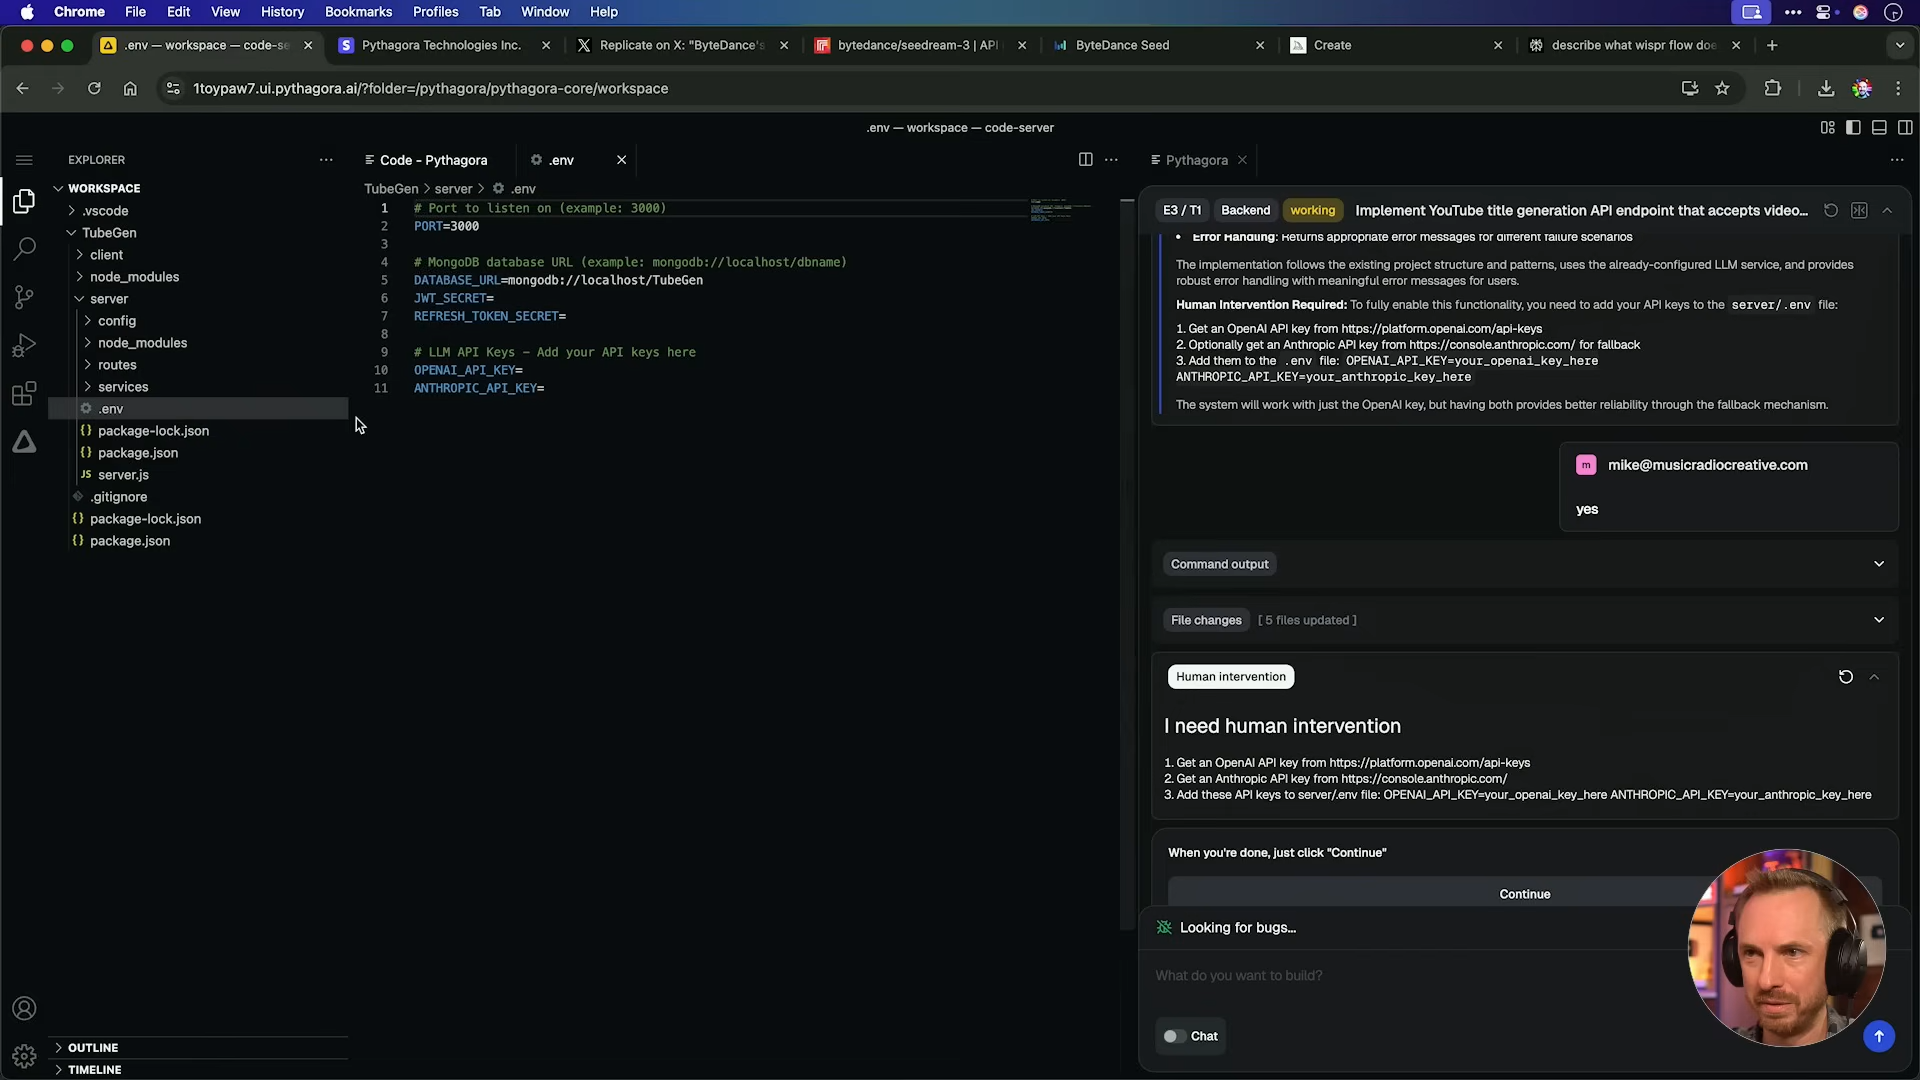 Chrome File Edit View History Bookmarks Profiles Tab Window Help
.env — workspace — code-se
Pythagora Technologies Inc.
Replicate on X: "ByteDance's
bytedance/seedream-3 | API
ByteDance Seed
Create
describe what wispr flow doe
1toypaw7.ui.pythagora.ai/?folder=/pythagora/pythagora-core/workspace
.env — workspace — code-server
EXPLORER
WORKSPACE
.vscode
TubeGen
client
node_modules
server
config
node_modules
routes
services
.env
package-lock.json
package.json
JS server.js
.gitignore
package-lock.json
package.json
OUTLINE
TIMELINE
Code - Pythagora
.env
TubeGen > server > .env
1 # Port to listen on (example: 3000)
2 PORT=3000
3
4 # MongoDB database URL (example: mongodb://localhost/dbname)
5 DATABASE_URL=mongodb://localhost/TubeGen
6 JWT_SECRET=
7 REFRESH_TOKEN_SECRET=
8
9 # LLM API Keys – Add your API keys here
10 OPENAI_API_KEY=
11 ANTHROPIC_API_KEY=
Pythagora
E3 / T1 Backend working Implement YouTube title generation API endpoint that accepts video...
• Error Handling: Returns appropriate error messages for different failure scenarios
The implementation follows the existing project structure and patterns, uses the already-configured LLM service, and provides
robust error handling with meaningful error messages for users.
Human Intervention Required: To fully enable this functionality, you need to add your API keys to the server/.env file:
1. Get an OpenAI API key from https://platform.openai.com/api-keys
2. Optionally get an Anthropic API key from https://console.anthropic.com/ for fallback
3. Add them to the .env file: OPENAI_API_KEY=your_openai_key_here
ANTHROPIC_API_KEY=your_anthropic_key_here
The system will work with just the OpenAI key, but having both provides better reliability through the fallback mechanism.
m mike@musicradiocreative.com
yes
Command output
File changes [ 5 files updated ]
Human intervention
I need human intervention
1. Get an OpenAI API key from https://platform.openai.com/api-keys
2. Get an Anthropic API key from https://console.anthropic.com/
3. Add these API keys to server/.env file: OPENAI_API_KEY=your_openai_key_here ANTHROPIC_API_KEY=your_anthropic_key_here
When you're done, just click "Continue"
Continue
Looking for bugs...
What do you want to build?
Chat